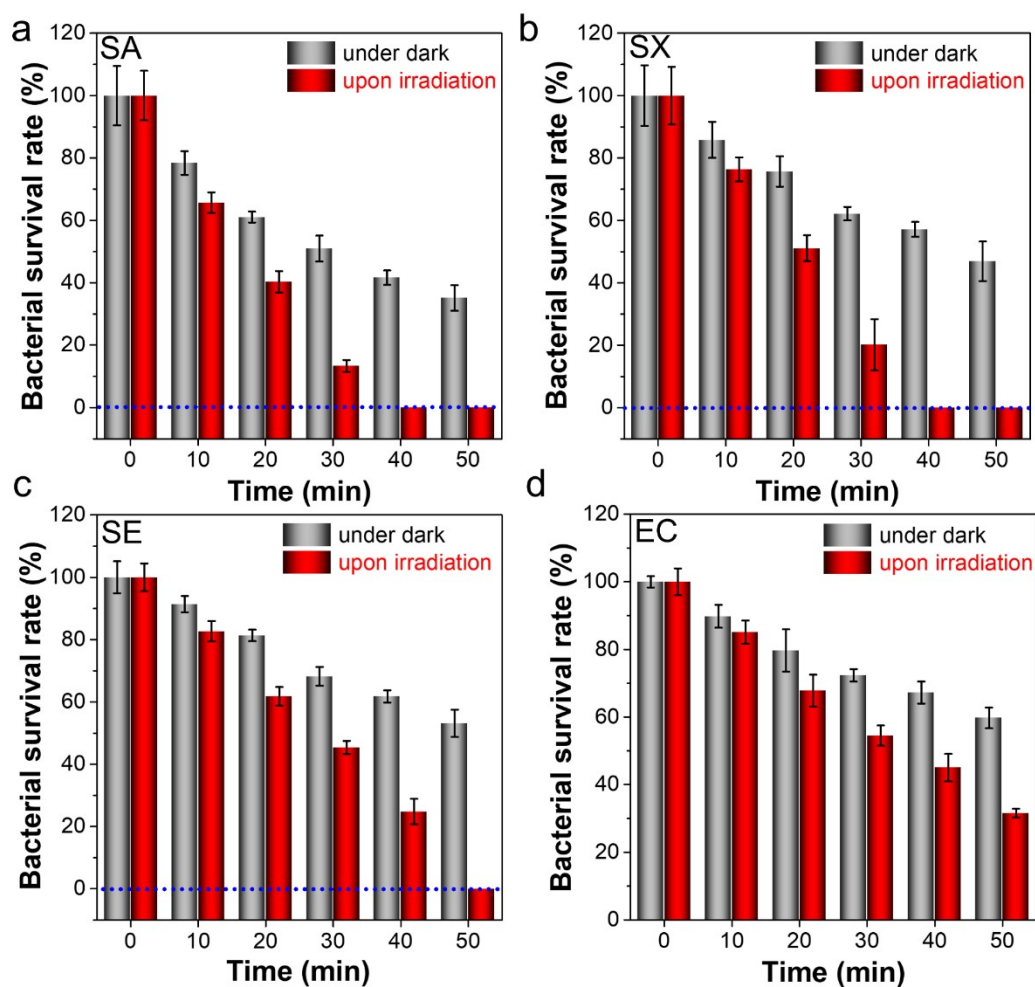 a
SA
under dark
upon irradiation
Bacterial survival rate (%)
120
100
80
60
40
20
0
0 10 20 30 40 50
Time (min)
b
SX
under dark
upon irradiation
Bacterial survival rate (%)
120
100
80
60
40
20
0
0 10 20 30 40 50
Time (min)
c
SE
under dark
upon irradiation
Bacterial survival rate (%)
120
100
80
60
40
20
0
0 10 20 30 40 50
Time (min)
d
EC
under dark
upon irradiation
Bacterial survival rate (%)
120
100
80
60
40
20
0
0 10 20 30 40 50
Time (min)